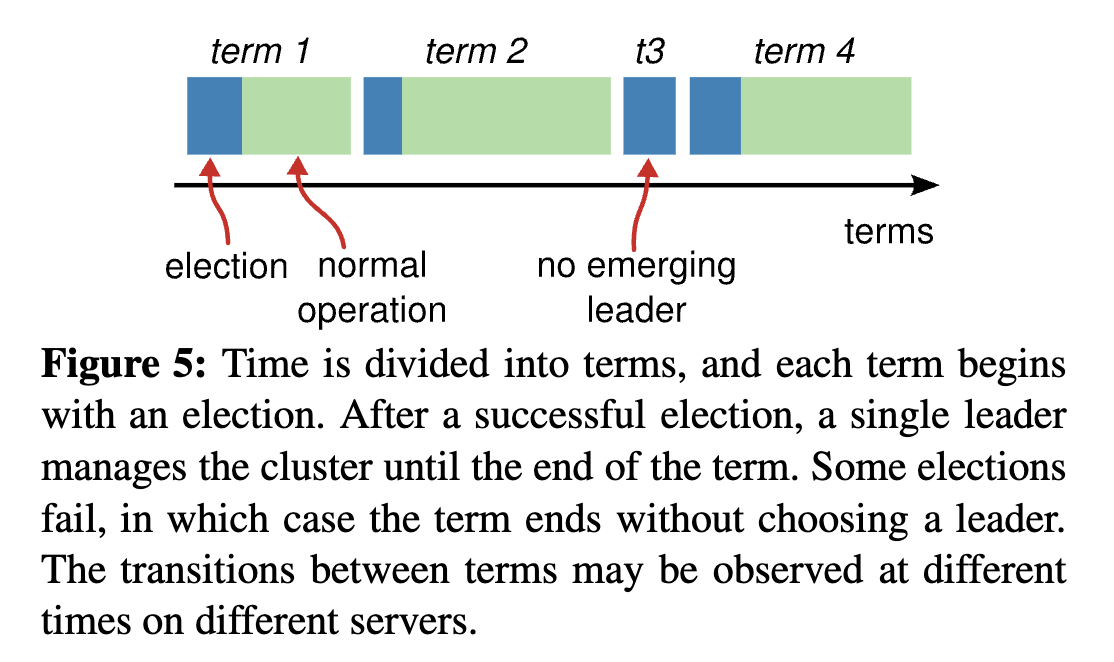 term 1 term 2 t3 term 4
terms
election normal operation no emerging leader
Figure 5: Time is divided into terms, and each term begins
with an election. After a successful election, a single leader
manages the cluster until the end of the term. Some elections
fail, in which case the term ends without choosing a leader.
The transitions between terms may be observed at different
times on different servers.